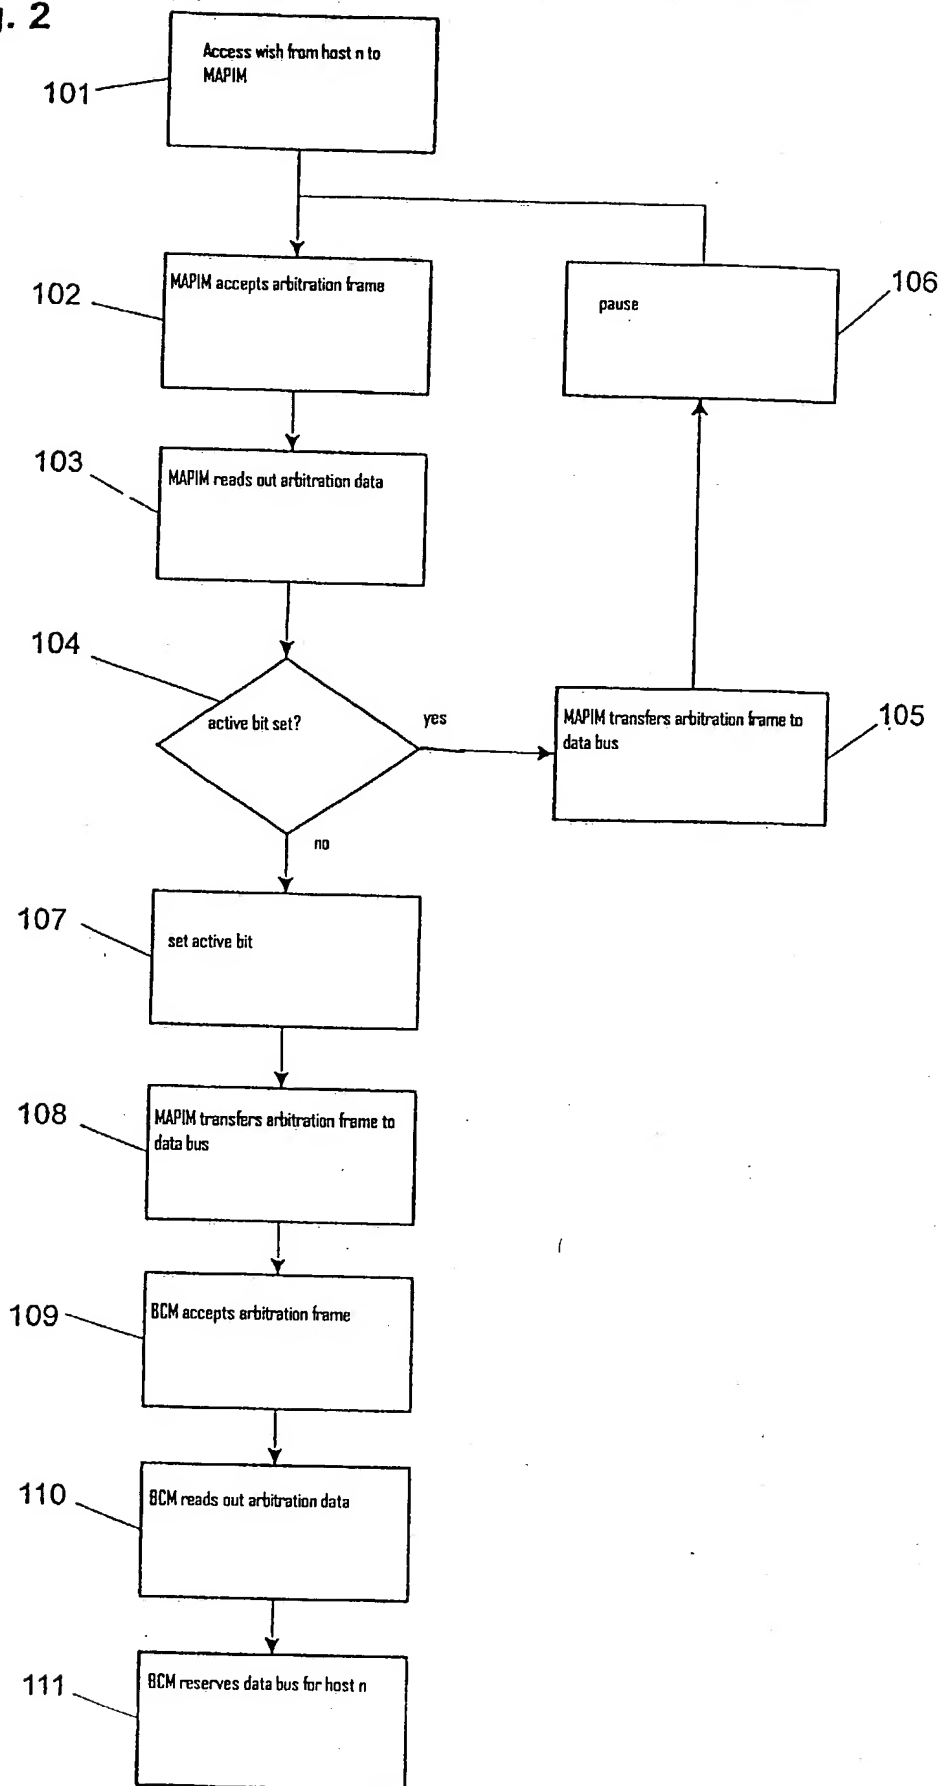 . 2
Access wish from host n to
MAPIM
101
MAPIM accepts arbitration frame
102
pause
106
MAPIM reads out arbitration data
103
104
active bit set?
yes
MAPIM transfers arbitration frame to
data bus
105
no
107
set active bit
108
MAPIM transfers arbitration frame to
data bus
109
BCM accepts arbitration frame
110
BCM reads out arbitration data
111
BCM reserves data bus for host n